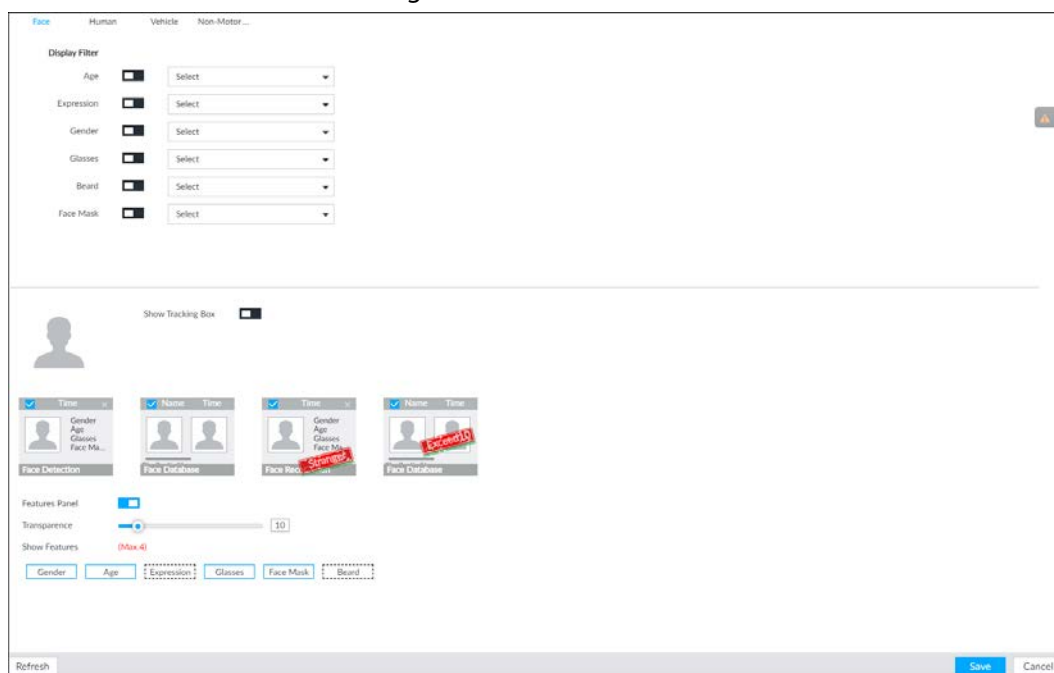 Face Human Vehicle Non-Motor...
Display Filter
Age Select
Expression Select
Gender Select
Glasses Select
Beard Select
Face Mask Select
Show Tracking Box
Time × Name Time Time × Name Time
Gender Gender
Age Age
Glasses Glasses
Face Ma... Face Ma...
Stranger Exceed10
Face Detection Face Database Face Database
Features Panel
Transparence 10
Show Features (Max.4)
Gender Age Expression Glasses Face Mask Beard
Refresh Save Cancel